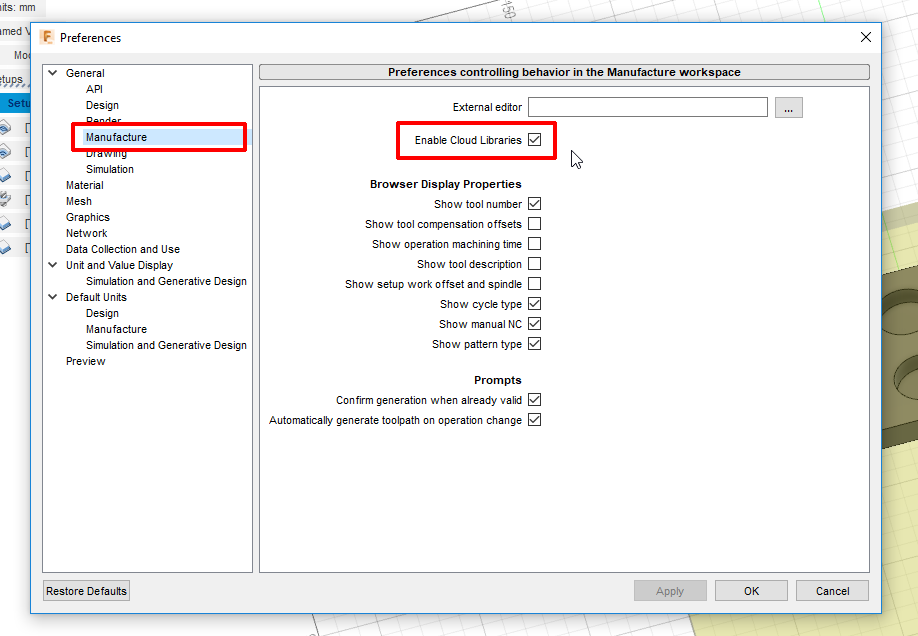 its: mm
Preferences
General
API
Design
Render
Manufacture
Drawing
Simulation
Material
Mesh
Graphics
Network
Data Collection and Use
Unit and Value Display
Simulation and Generative Design
Default Units
Design
Manufacture
Simulation and Generative Design
Preview
Preferences controlling behavior in the Manufacture workspace
External editor
...
Enable Cloud Libraries
Browser Display Properties
Show tool number
Show tool compensation offsets
Show operation machining time
Show tool description
Show setup work offset and spindle
Show cycle type
Show manual NC
Show pattern type
Prompts
Confirm generation when already valid
Automatically generate toolpath on operation change
Restore Defaults
Apply
OK
Cancel
amed V
Mod
etups
Setu
150